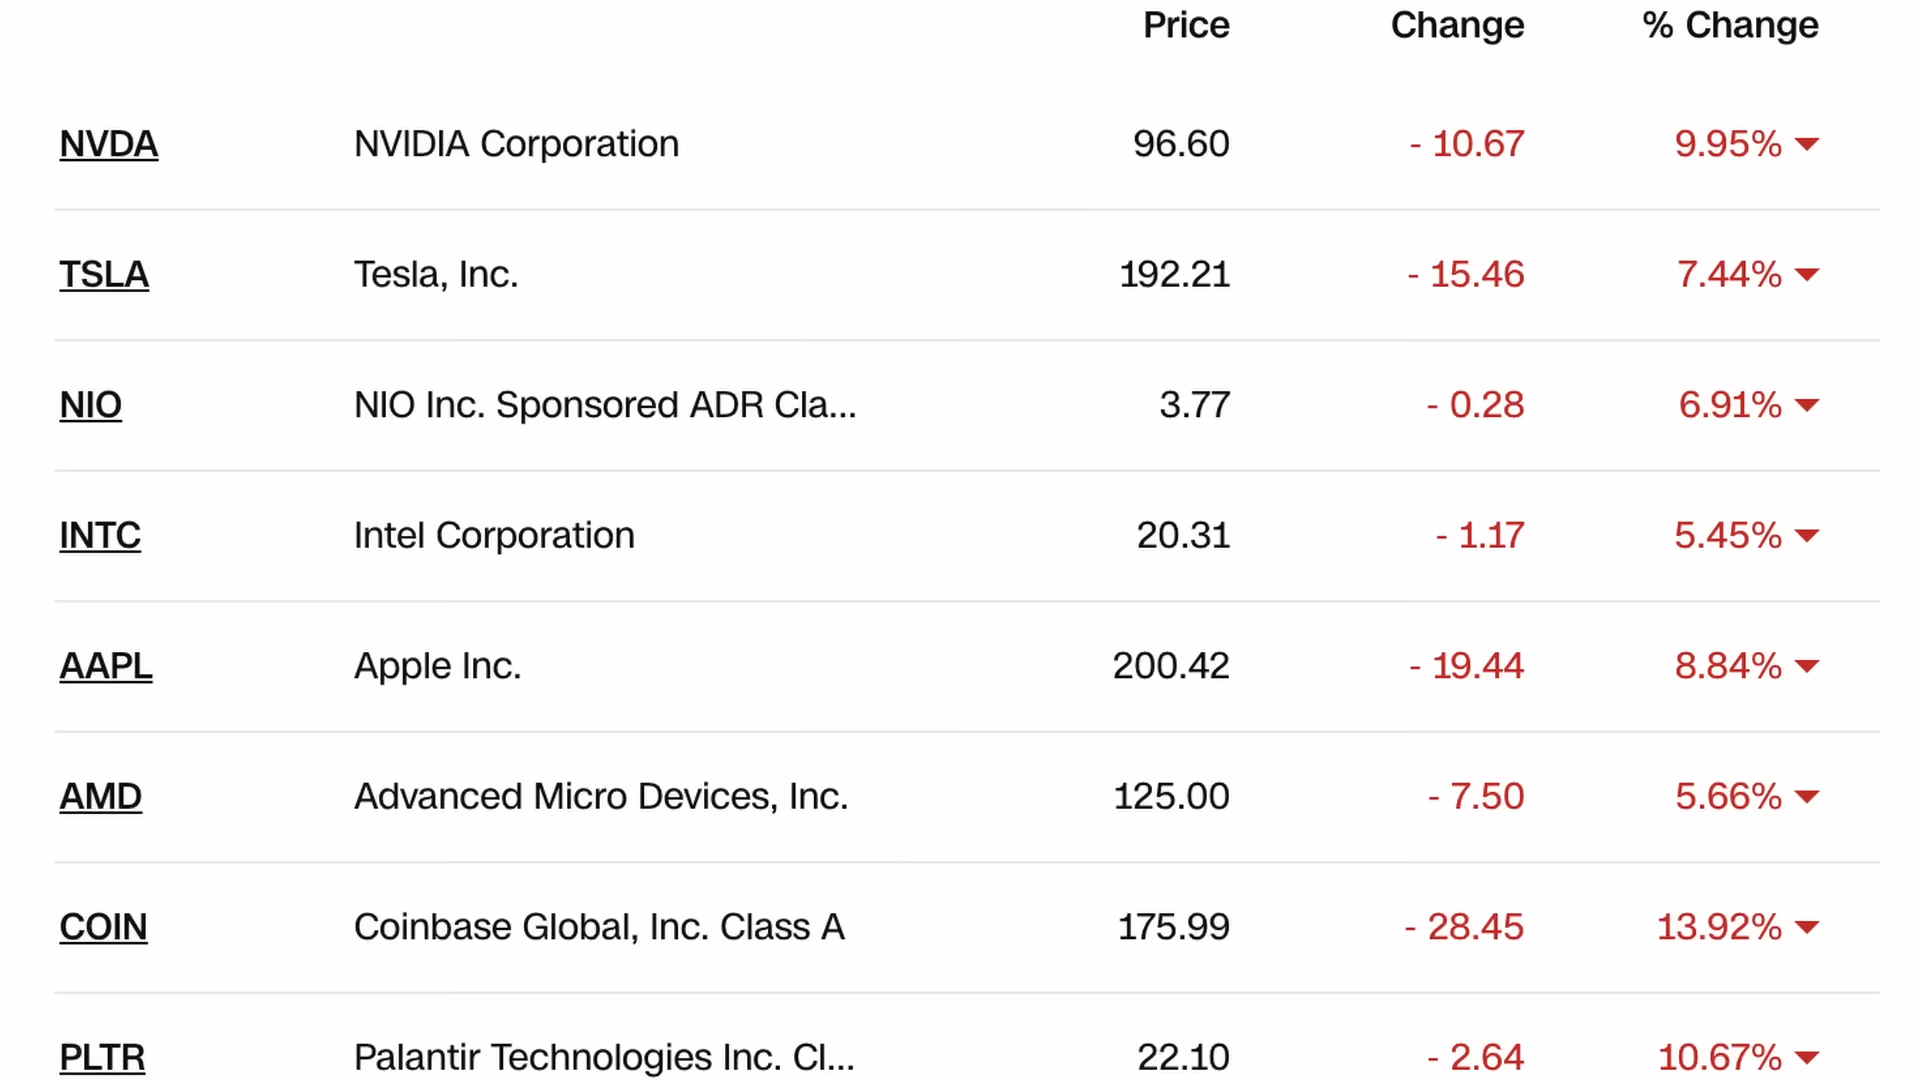 Price Change % Change
NVDA NVIDIA Corporation 96.60 - 10.67 9.95%
TSLA Tesla, Inc. 192.21 - 15.46 7.44%
NIO NIO Inc. Sponsored ADR Cla... 3.77 - 0.28 6.91%
INTC Intel Corporation 20.31 - 1.17 5.45%
AAPL Apple Inc. 200.42 - 19.44 8.84%
AMD Advanced Micro Devices, Inc. 125.00 - 7.50 5.66%
COIN Coinbase Global, Inc. Class A 175.99 - 28.45 13.92%
PLTR Palantir Technologies Inc. Cl... 22.10 - 2.64 10.67%